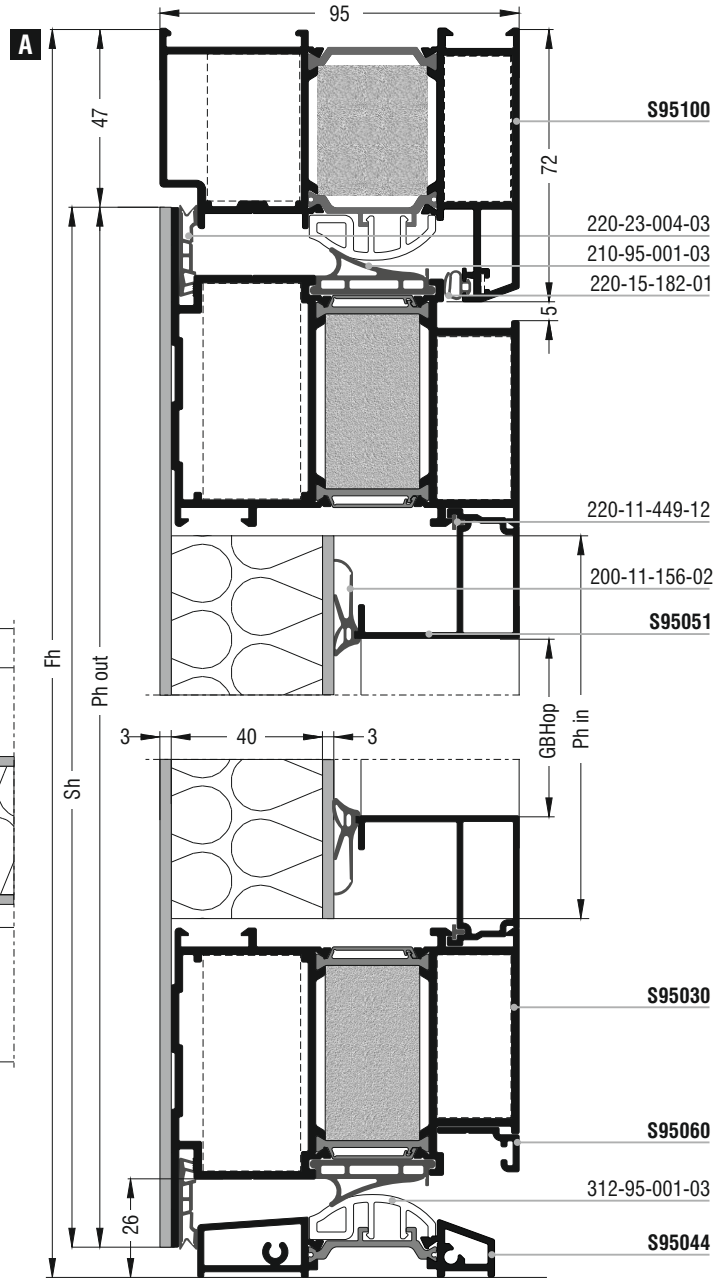 95
A
47
72
S95100
220-23-004-03
210-95-001-03
220-15-182-01
5
220-11-449-12
200-11-156-02
S95051
Fh
Sh
Ph out
GBHop
Ph in
3
40
3
S95030
S95060
312-95-001-03
26
S95044